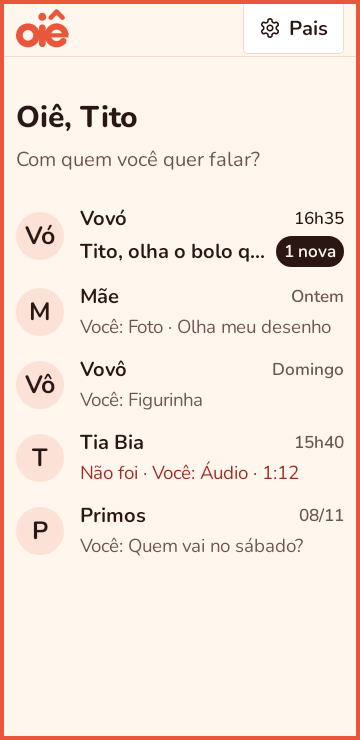 oiê
Pais
Oiê, Tito
Com quem você quer falar?
Vó
Vovó
16h35
Tito, olha o bolo q...
1 nova
M
Mãe
Ontem
Você: Foto · Olha meu desenho
Vô
Vovô
Domingo
Você: Figurinha
T
Tia Bia
15h40
Não foi · Você: Áudio · 1:12
P
Primos
08/11
Você: Quem vai no sábado?